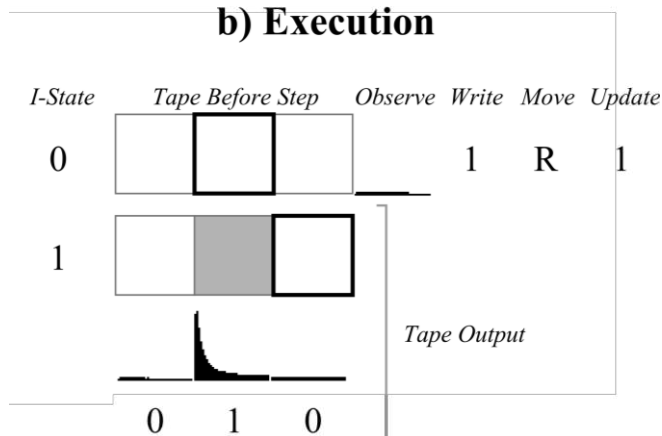 b) Execution
I-State Tape Before Step Observe Write Move Update
0 1 R 1
1
Tape Output
0 1 0